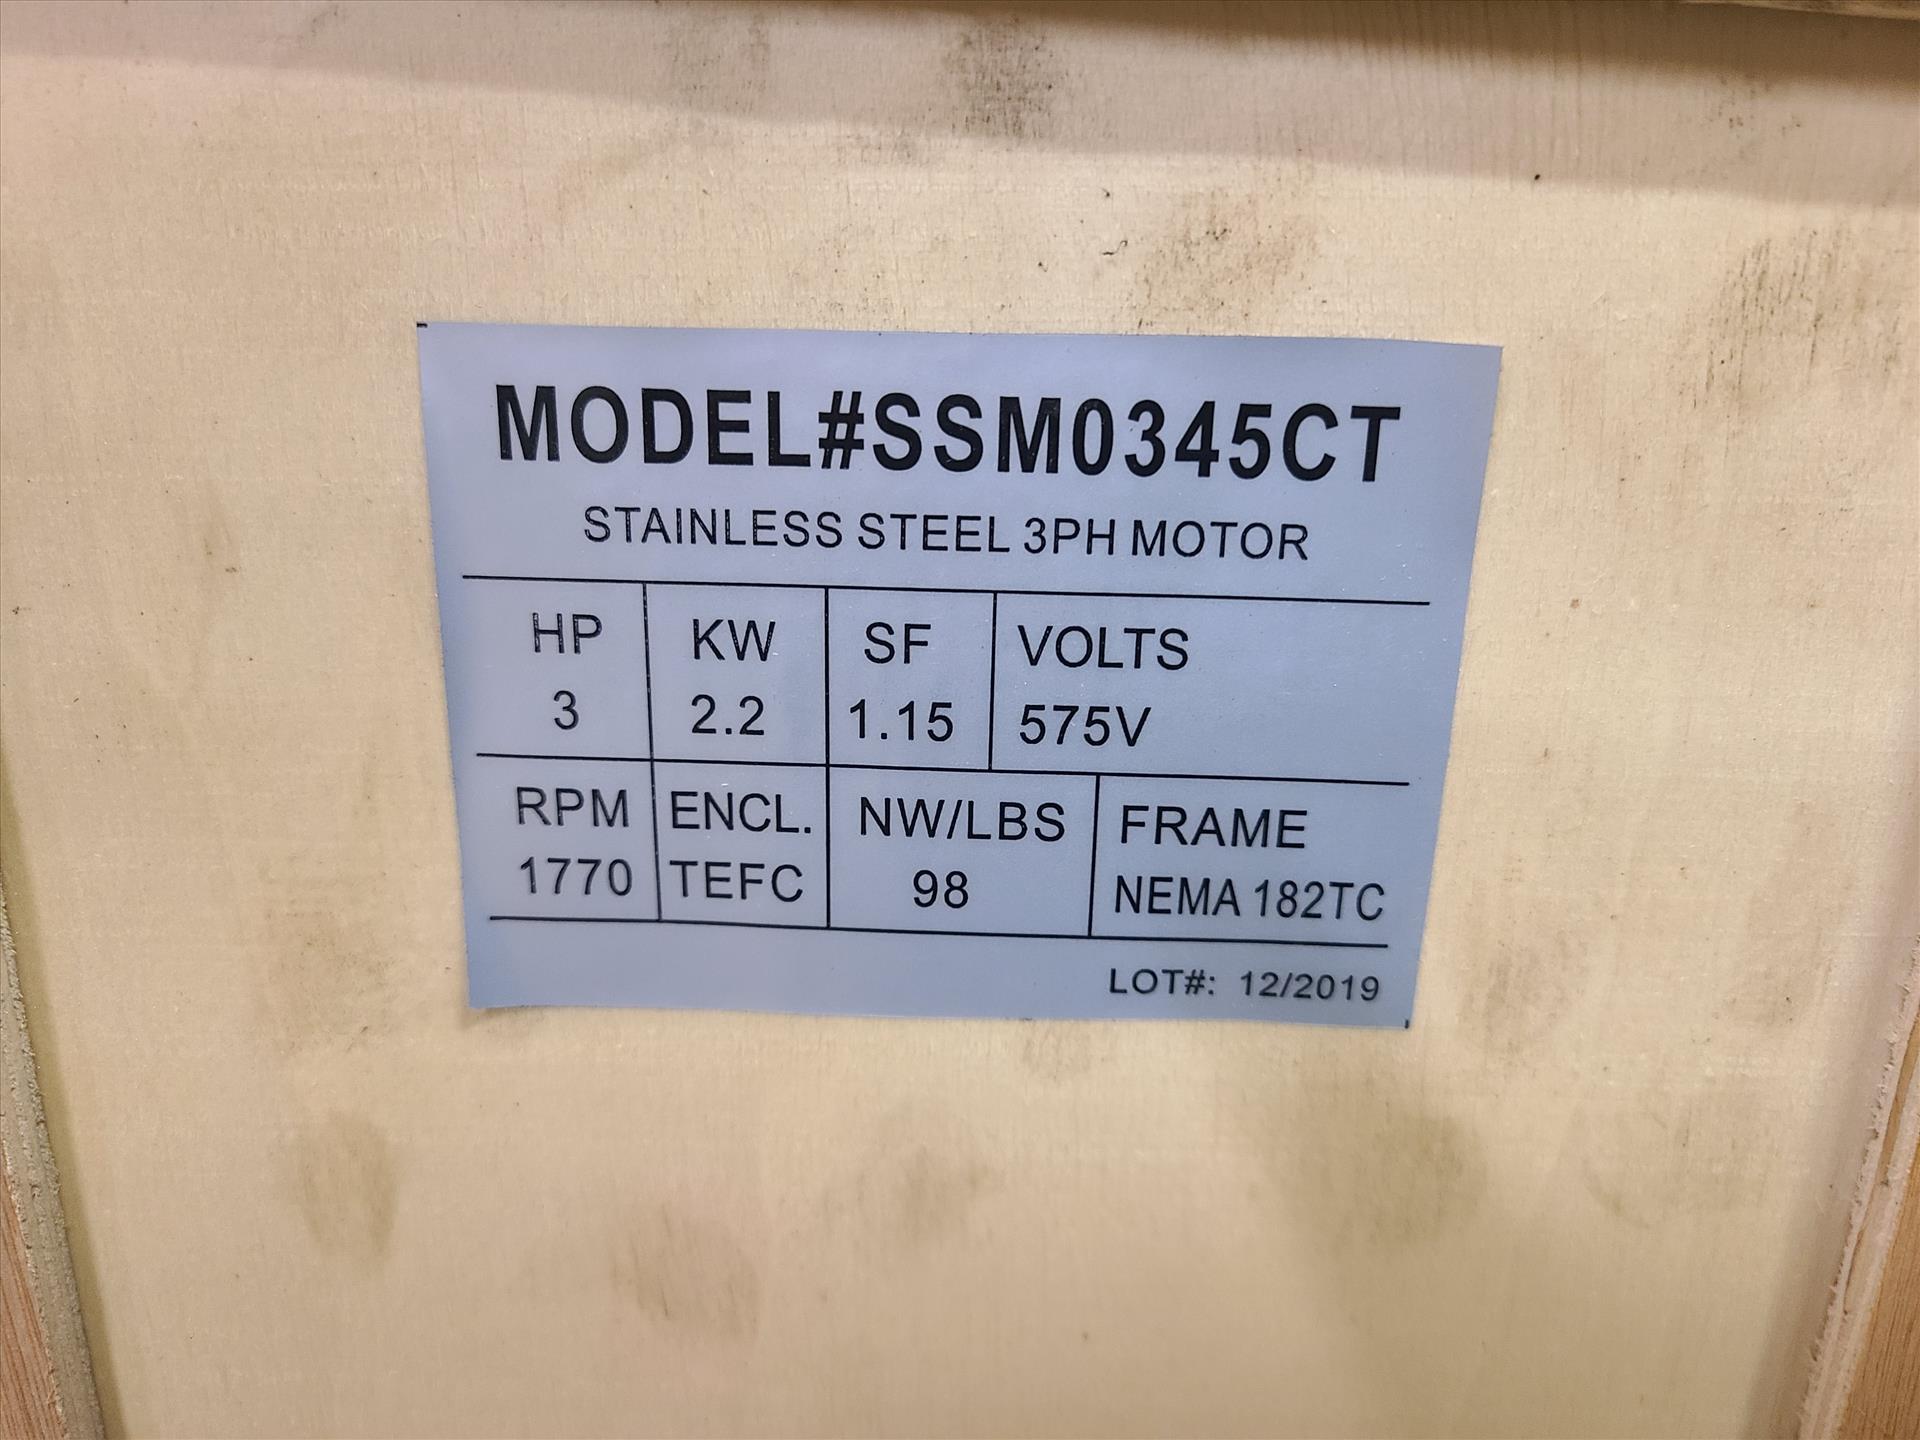 MODEL#SSM0345CT
STAINLESS STEEL 3PH MOTOR
HP KW SF VOLTS
3 2.2 1.15 575V
RPM ENCL. NW/LBS FRAME
1770 TEFC 98 NEMA 182TC
LOT#: 12/2019